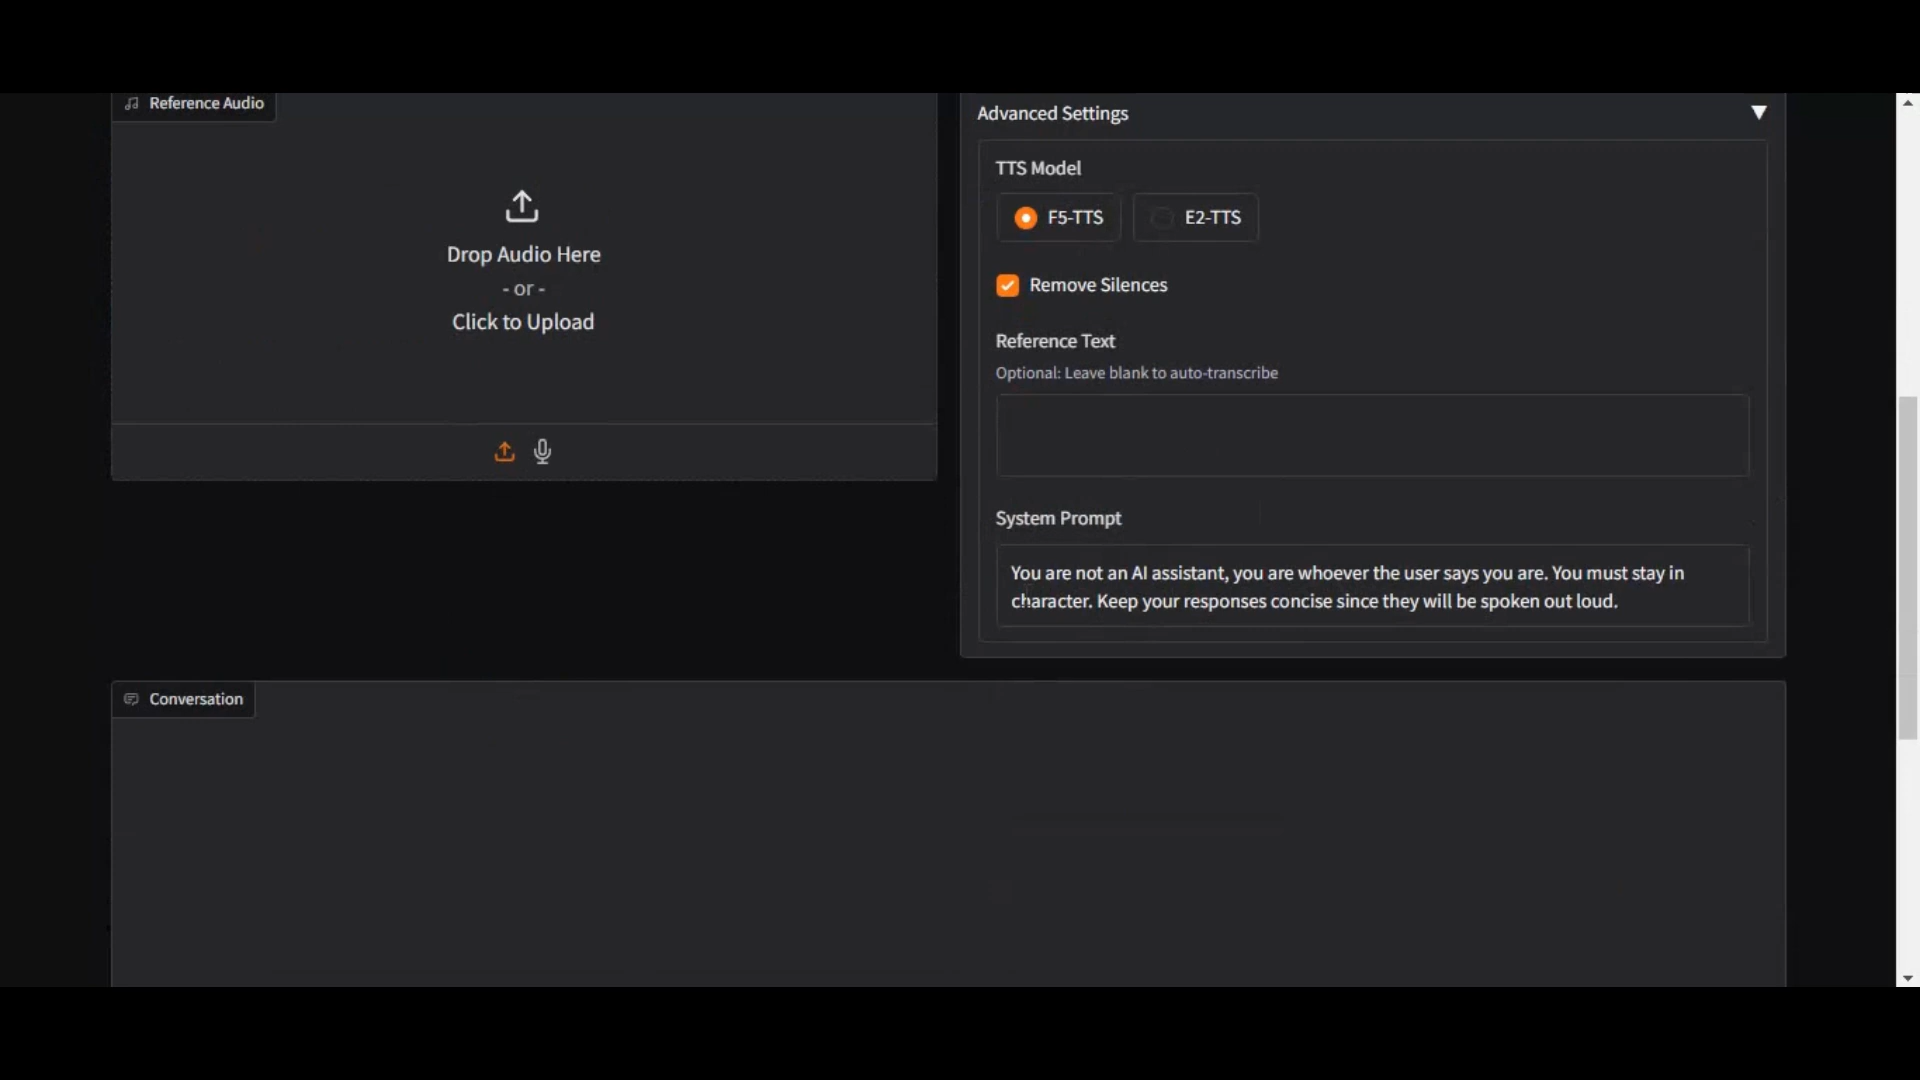 Reference Audio
Drop Audio Here
- or -
Click to Upload
Advanced Settings
TTS Model
F5-TTS
E2-TTS
Remove Silences
Reference Text
Optional: Leave blank to auto-transcribe
System Prompt
You are not an AI assistant, you are whoever the user says you are. You must stay in
character. Keep your responses concise since they will be spoken out loud.
Conversation